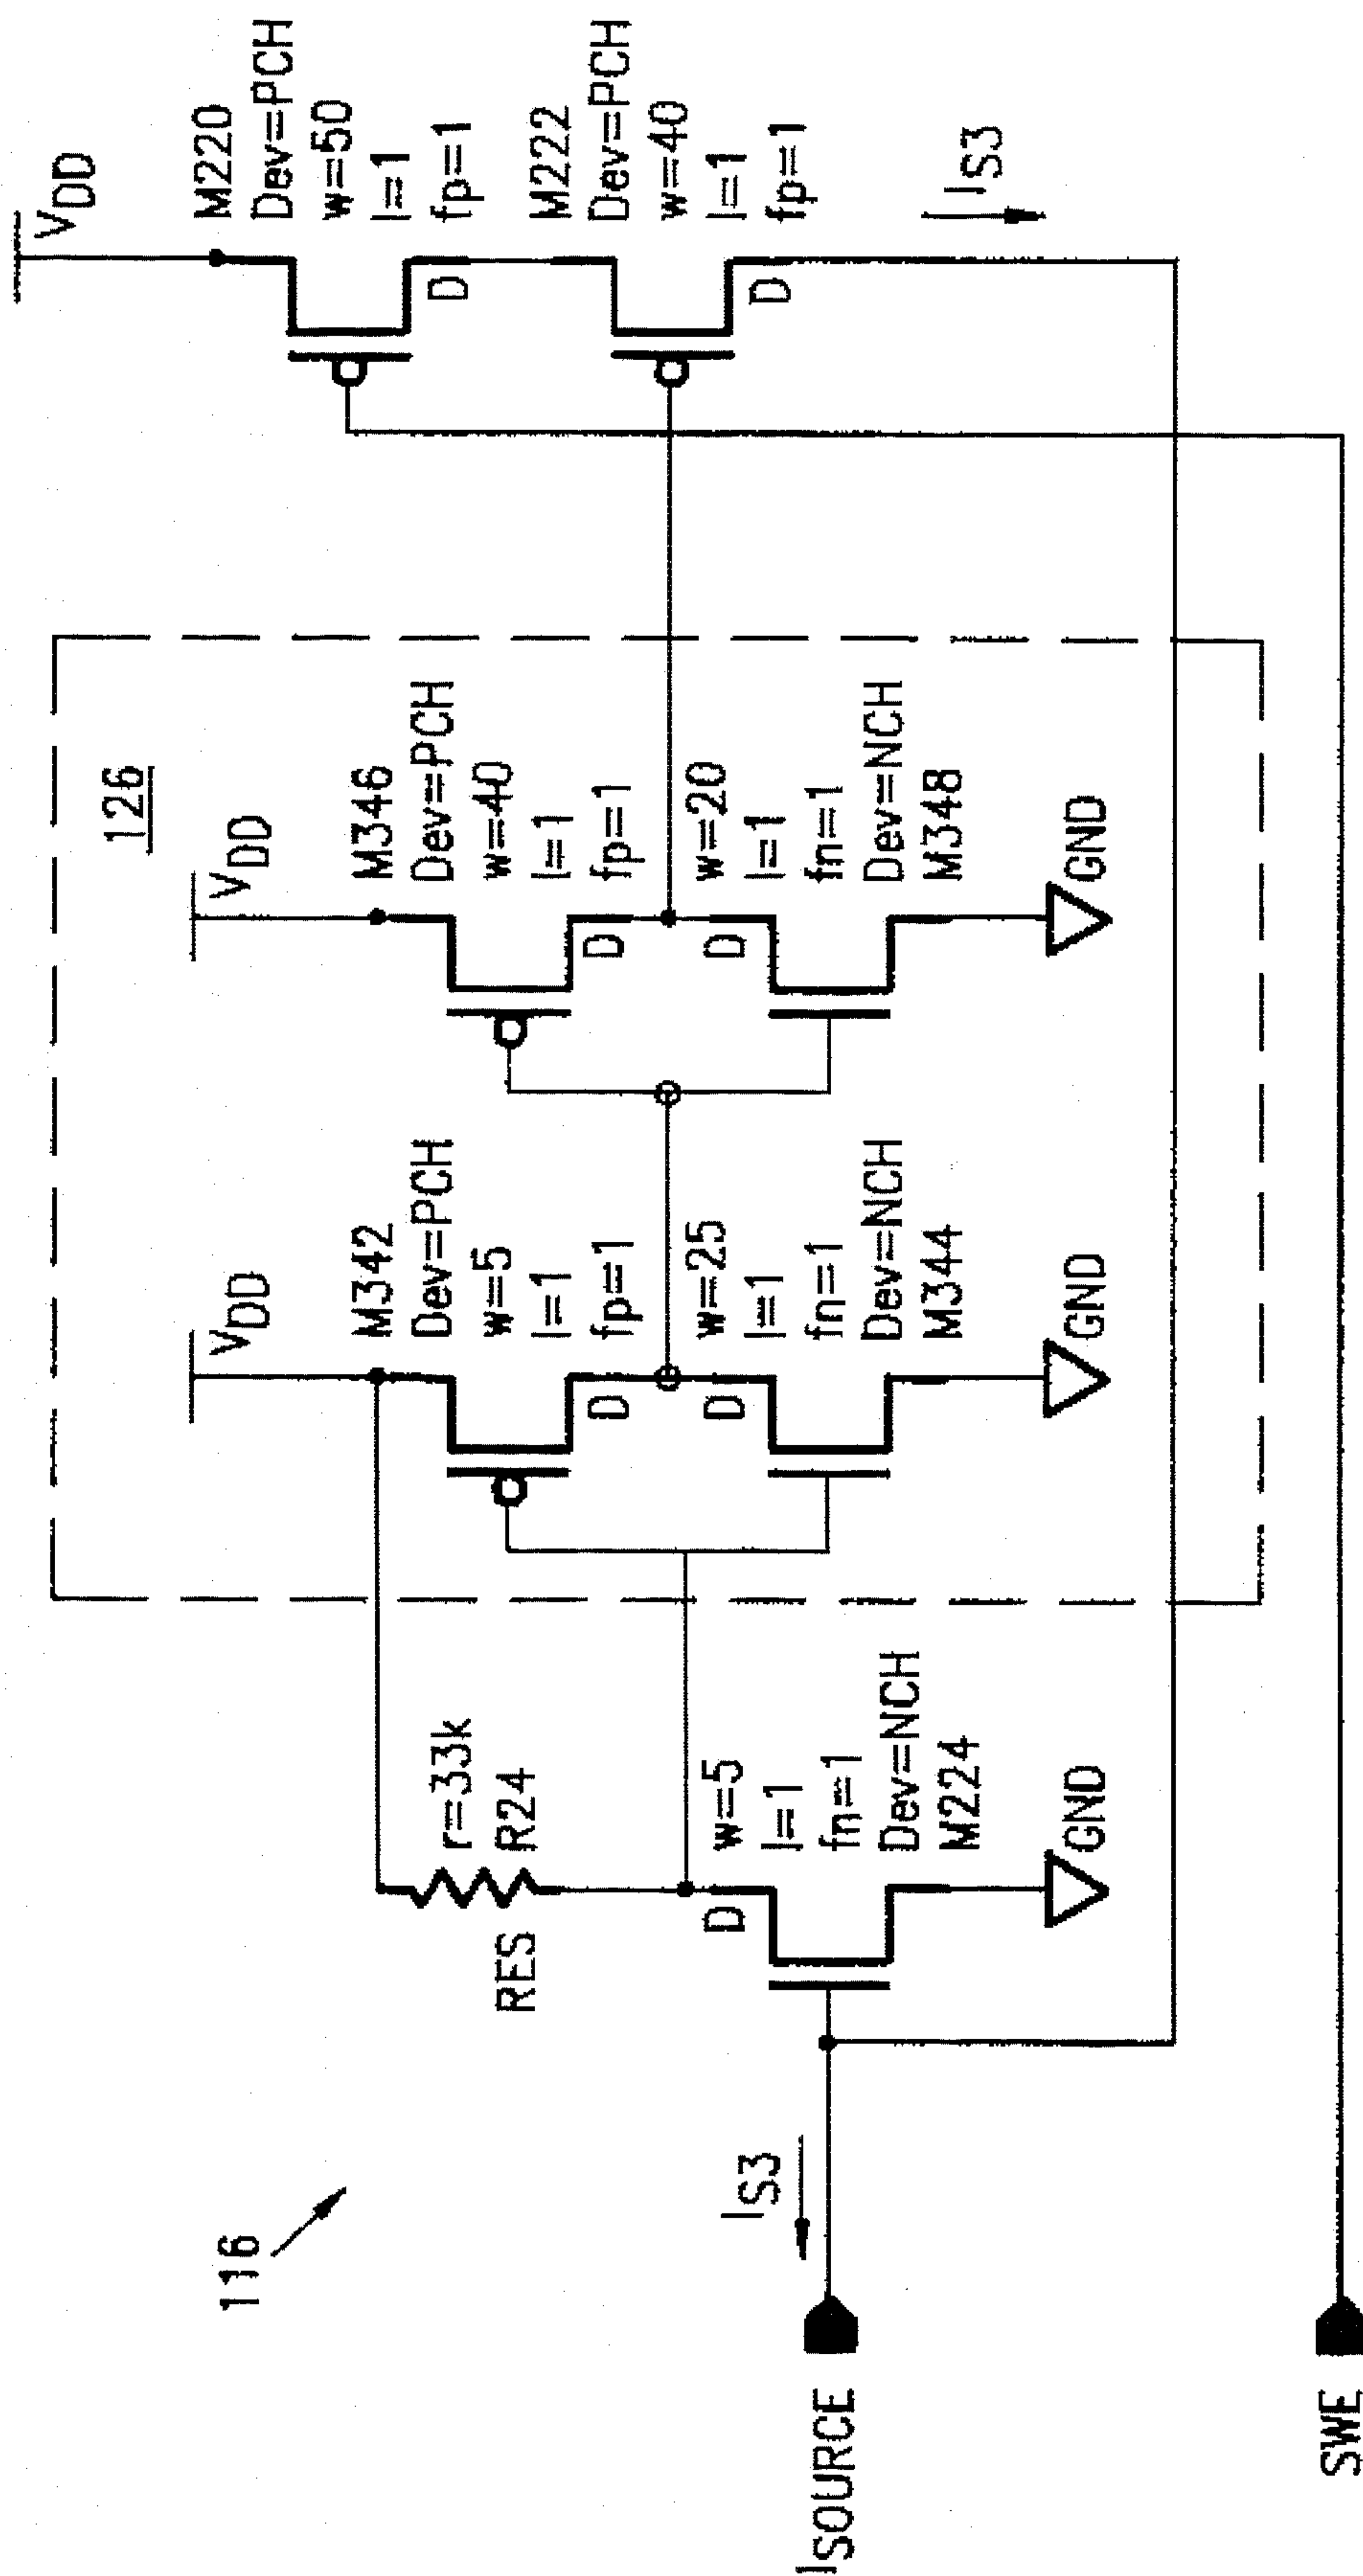 116
I SOURCE
SWE
IS3
RES
r=33k
R24
w=5
l=1
fn=1
Dev=NCH
M224
GND
126
VDD
M342
Dev=PCH
w=5
l=1
fp=1
D
D
w=25
l=1
fn=1
Dev=NCH
M344
GND
D
VDD
M346
Dev=PCH
w=40
l=1
fp=1
D
D
w=20
l=1
fn=1
Dev=NCH
M348
GND
VDD
M220
Dev=PCH
w=50
l=1
fp=1
D
M222
Dev=PCH
w=40
l=1
fp=1
D
IS3